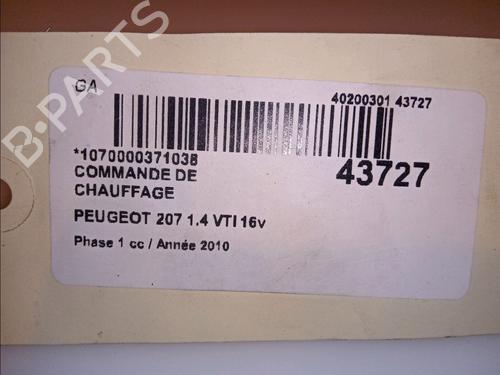 GA
40200301 43727
*1070000371038
43727
COMMANDE DE
CHAUFFAGE
PEUGEOT 207 1.4 VTI 16v
Phase 1 cc / Année 2010
B-PARTS